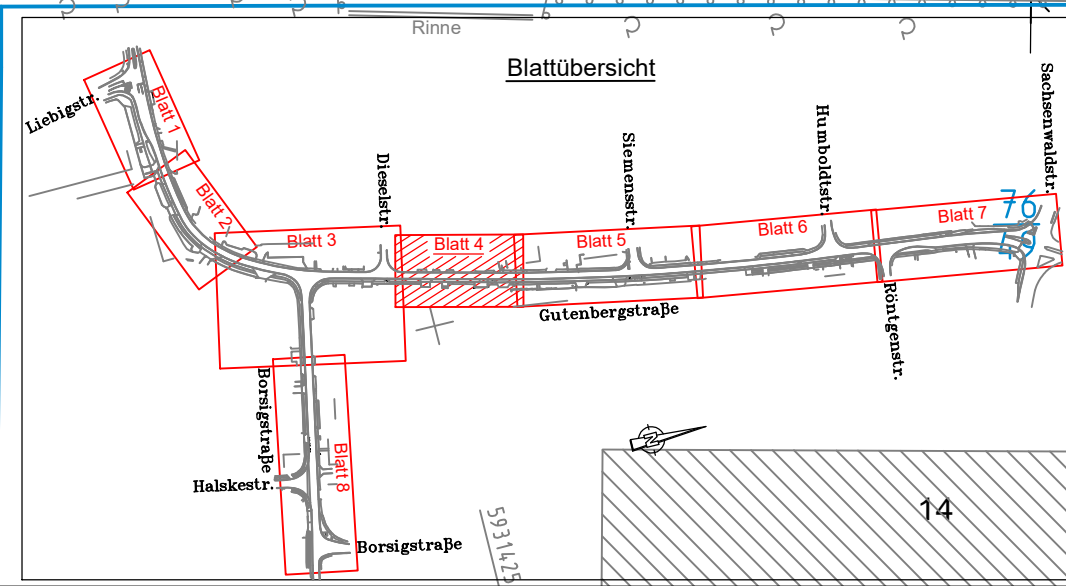 Rinne
Blattübersicht
Liebigstr.
Blatt 1
Blatt 2
Blatt 3
Dieselstr.
Blatt 4
Blatt 5
Siemensstr.
Blatt 6
Humboldtstr.
Blatt 7
Sachsenwaldstr.
76
49
Gutenbergstraße
Röntgenstr.
Borsigstraße
Blatt 8
Halskestr.
Borsigstraße
N
5931425
14